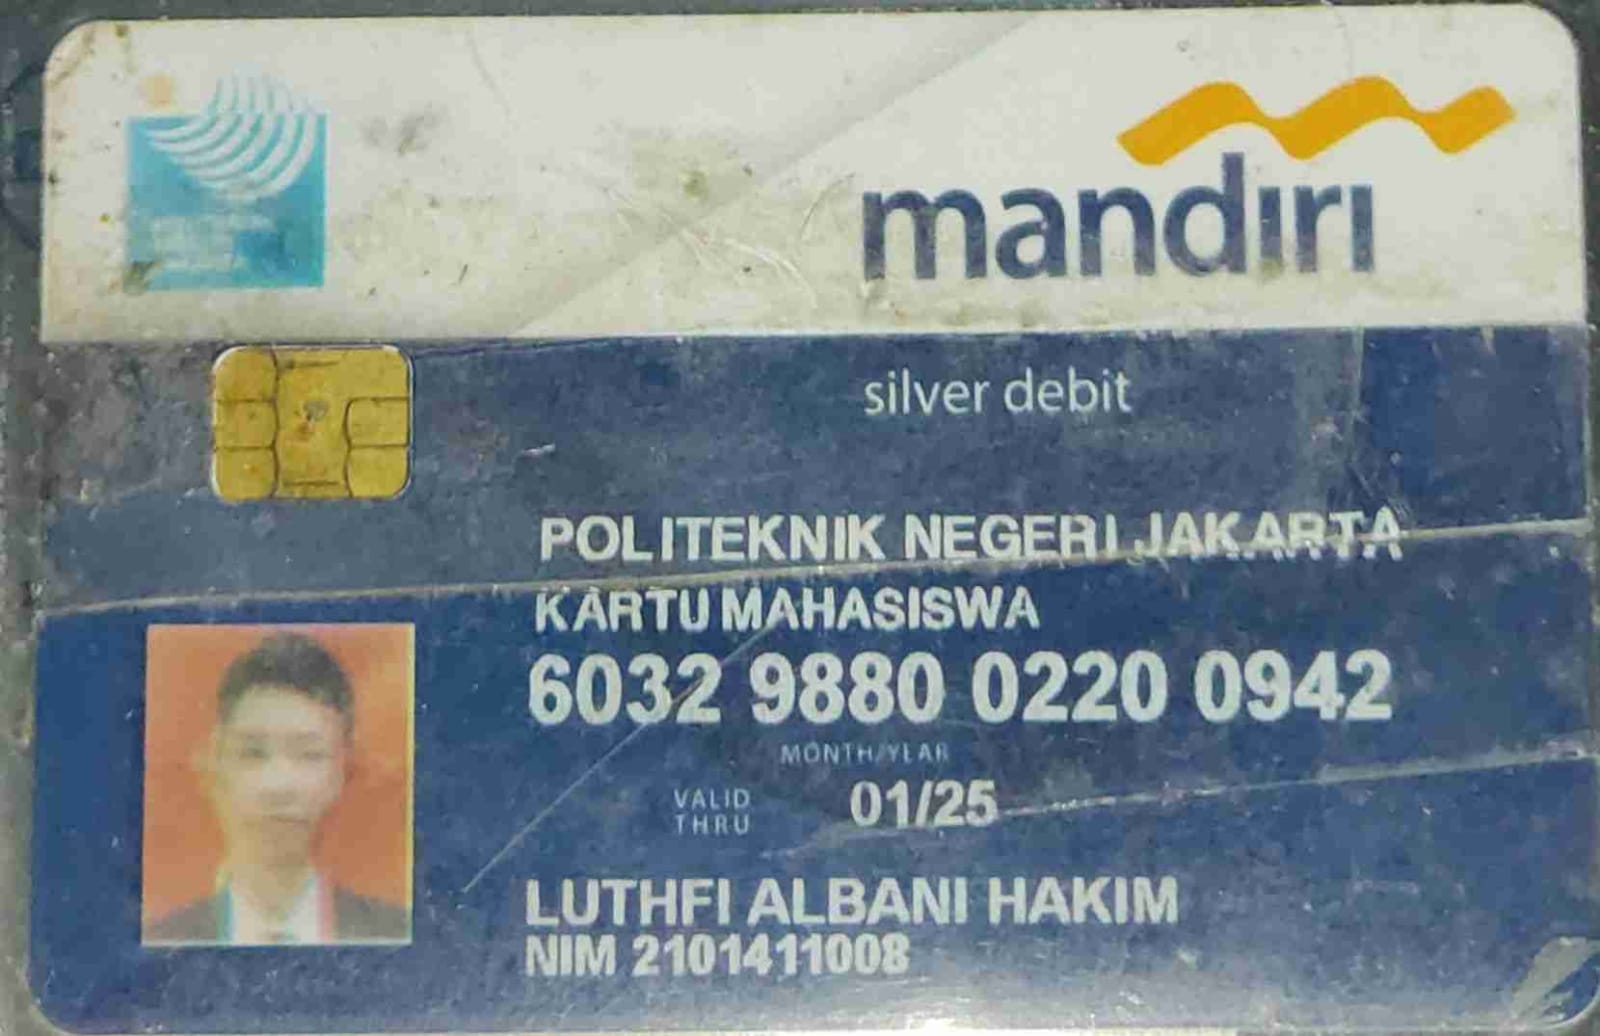 mandiri
silver debit
POLITEKNIK NEGERI JAKARTA
KARTU MAHASISWA
6032 9880 0220 0942
MONTH/YEAR
VALID
THRU 01/25
LUTHFI ALBANI HAKIM
NIM 2101411008